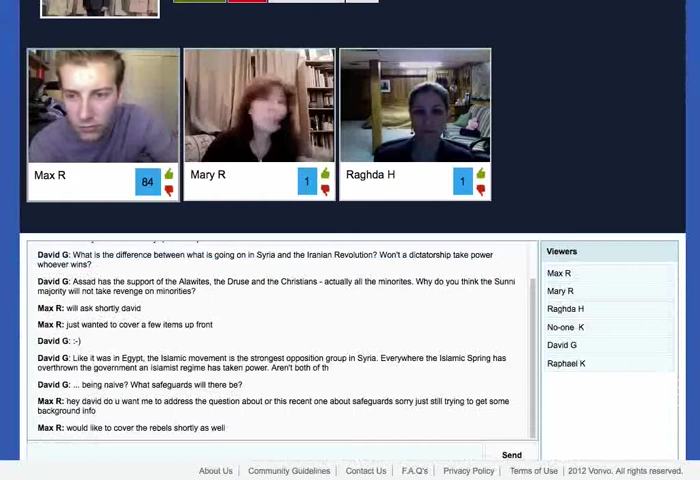 Max R
84
Mary R
1
Raghda H
1
David G: What is the difference between what is going on in Syria and the Iranian Revolution? Won't a dictatorship take power
whoever wins?
David G: Assad has the support of the Alawites, the Druse and the Christians - actually all the minorites. Why do you think the Sunni
majority will not take revenge on minorities?
Max R: will ask shortly david
Max R: just wanted to cover a few items up front
David G: :-)
David G: Like it was in Egypt, the Islamic movement is the strongest opposition group in Syria. Everywhere the Islamic Spring has
overthrown the government an islamist regime has taken power. Aren't both of th
David G: ... being naive? What safeguards will there be?
Max R: hey david do u want me to address the question about or this recent one about safeguards sorry just still trying to get some
background info
Max R: would like to cover the rebels shortly as well
Send
Viewers
Max R
Mary R
Raghda H
No-one K
David G
Raphael K
About Us | Community Guidelines | Contact Us | F.A.Q's | Privacy Policy | Terms of Use | 2012 Vonvo. All rights reserved.